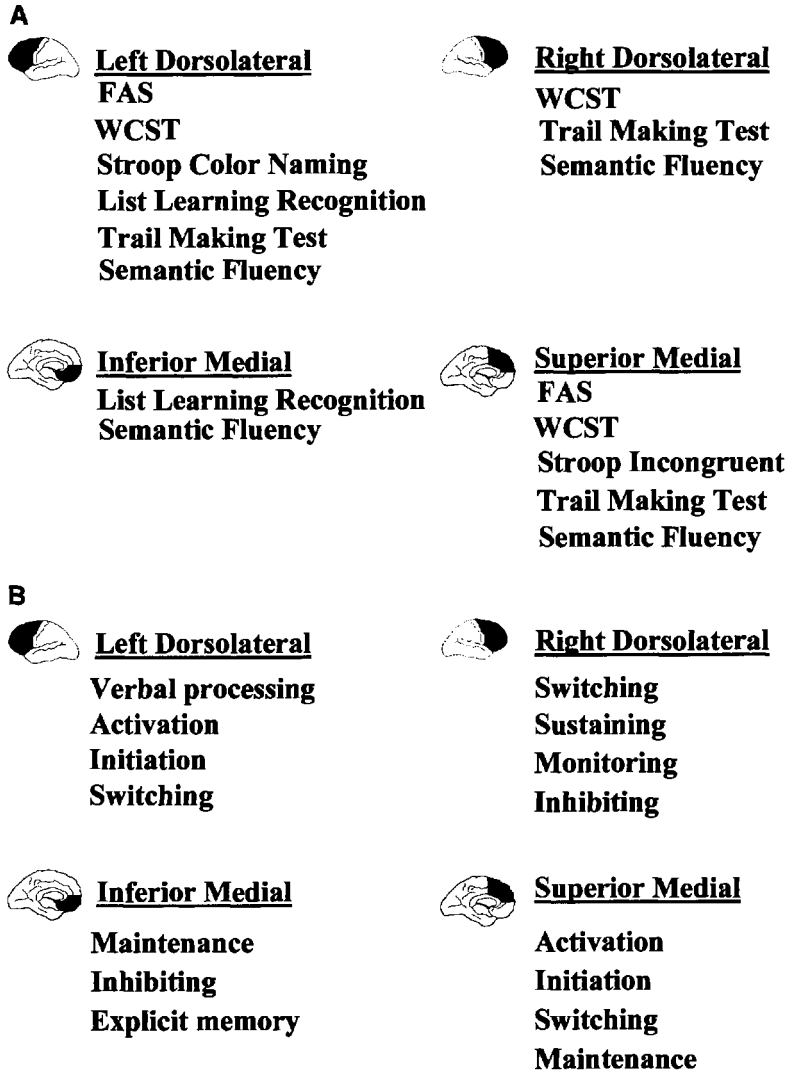 A
Left Dorsolateral
FAS
WCST
Stroop Color Naming
List Learning Recognition
Trail Making Test
Semantic Fluency
Right Dorsolateral
WCST
Trail Making Test
Semantic Fluency
Inferior Medial
List Learning Recognition
Semantic Fluency
Superior Medial
FAS
WCST
Stroop Incongruent
Trail Making Test
Semantic Fluency
B
Left Dorsolateral
Verbal processing
Activation
Initiation
Switching
Right Dorsolateral
Switching
Sustaining
Monitoring
Inhibiting
Inferior Medial
Maintenance
Inhibiting
Explicit memory
Superior Medial
Activation
Initiation
Switching
Maintenance